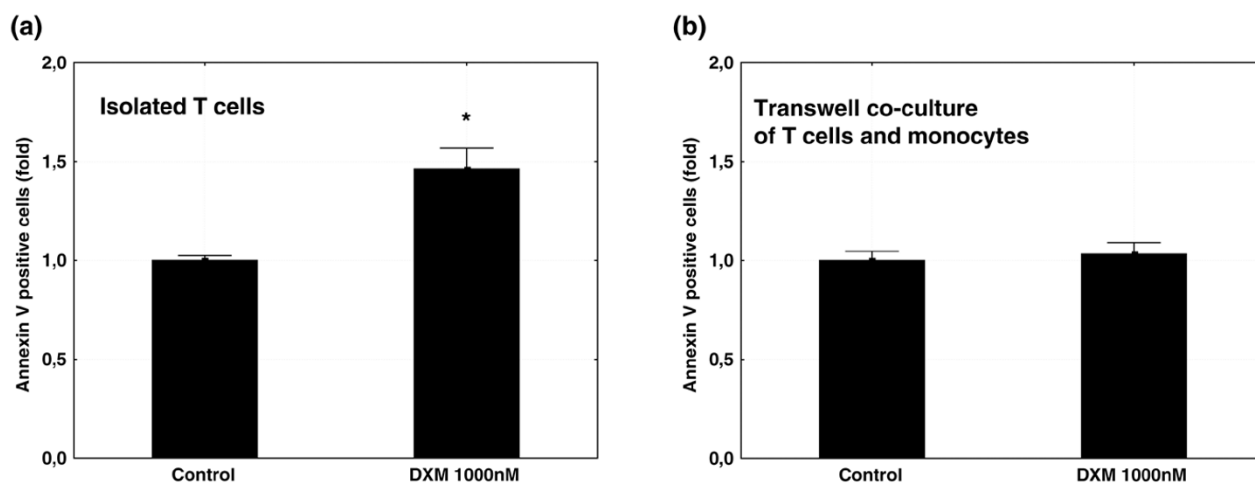 (a)
2,0
1,5
1,0
0,5
0,0
Annexin V positive cells (fold)
Isolated T cells
*
Control
DXM 1000nM
(b)
2,0
1,5
1,0
0,5
0,0
Annexin V positive cells (fold)
Transwell co-culture
of T cells and monocytes
Control
DXM 1000nM